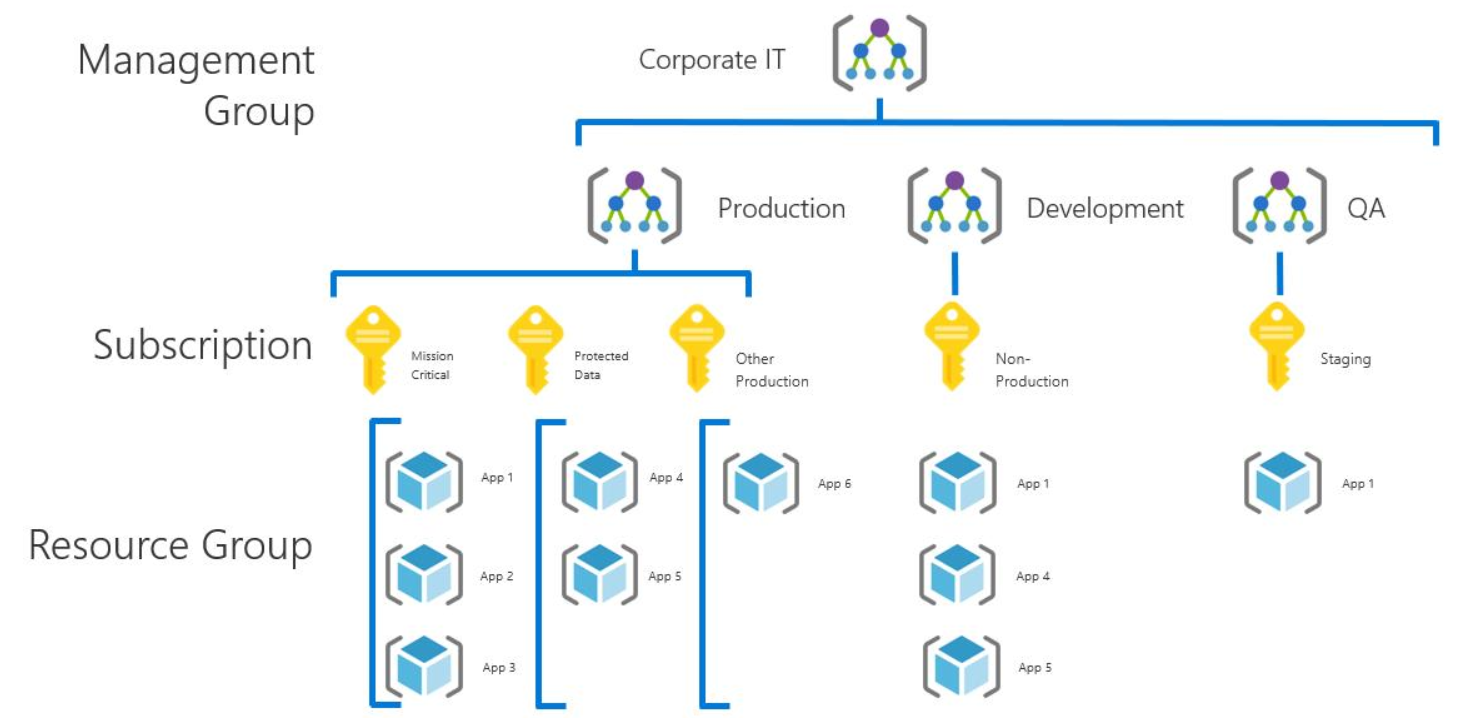 Management
Group
Corporate IT
Production
Development
QA
Subscription
Mission
Critical
Protected
Data
Other
Production
Non-
Production
Staging
Resource Group
App 1
App 2
App 3
App 4
App 5
App 6
App 1
App 4
App 5
App 1